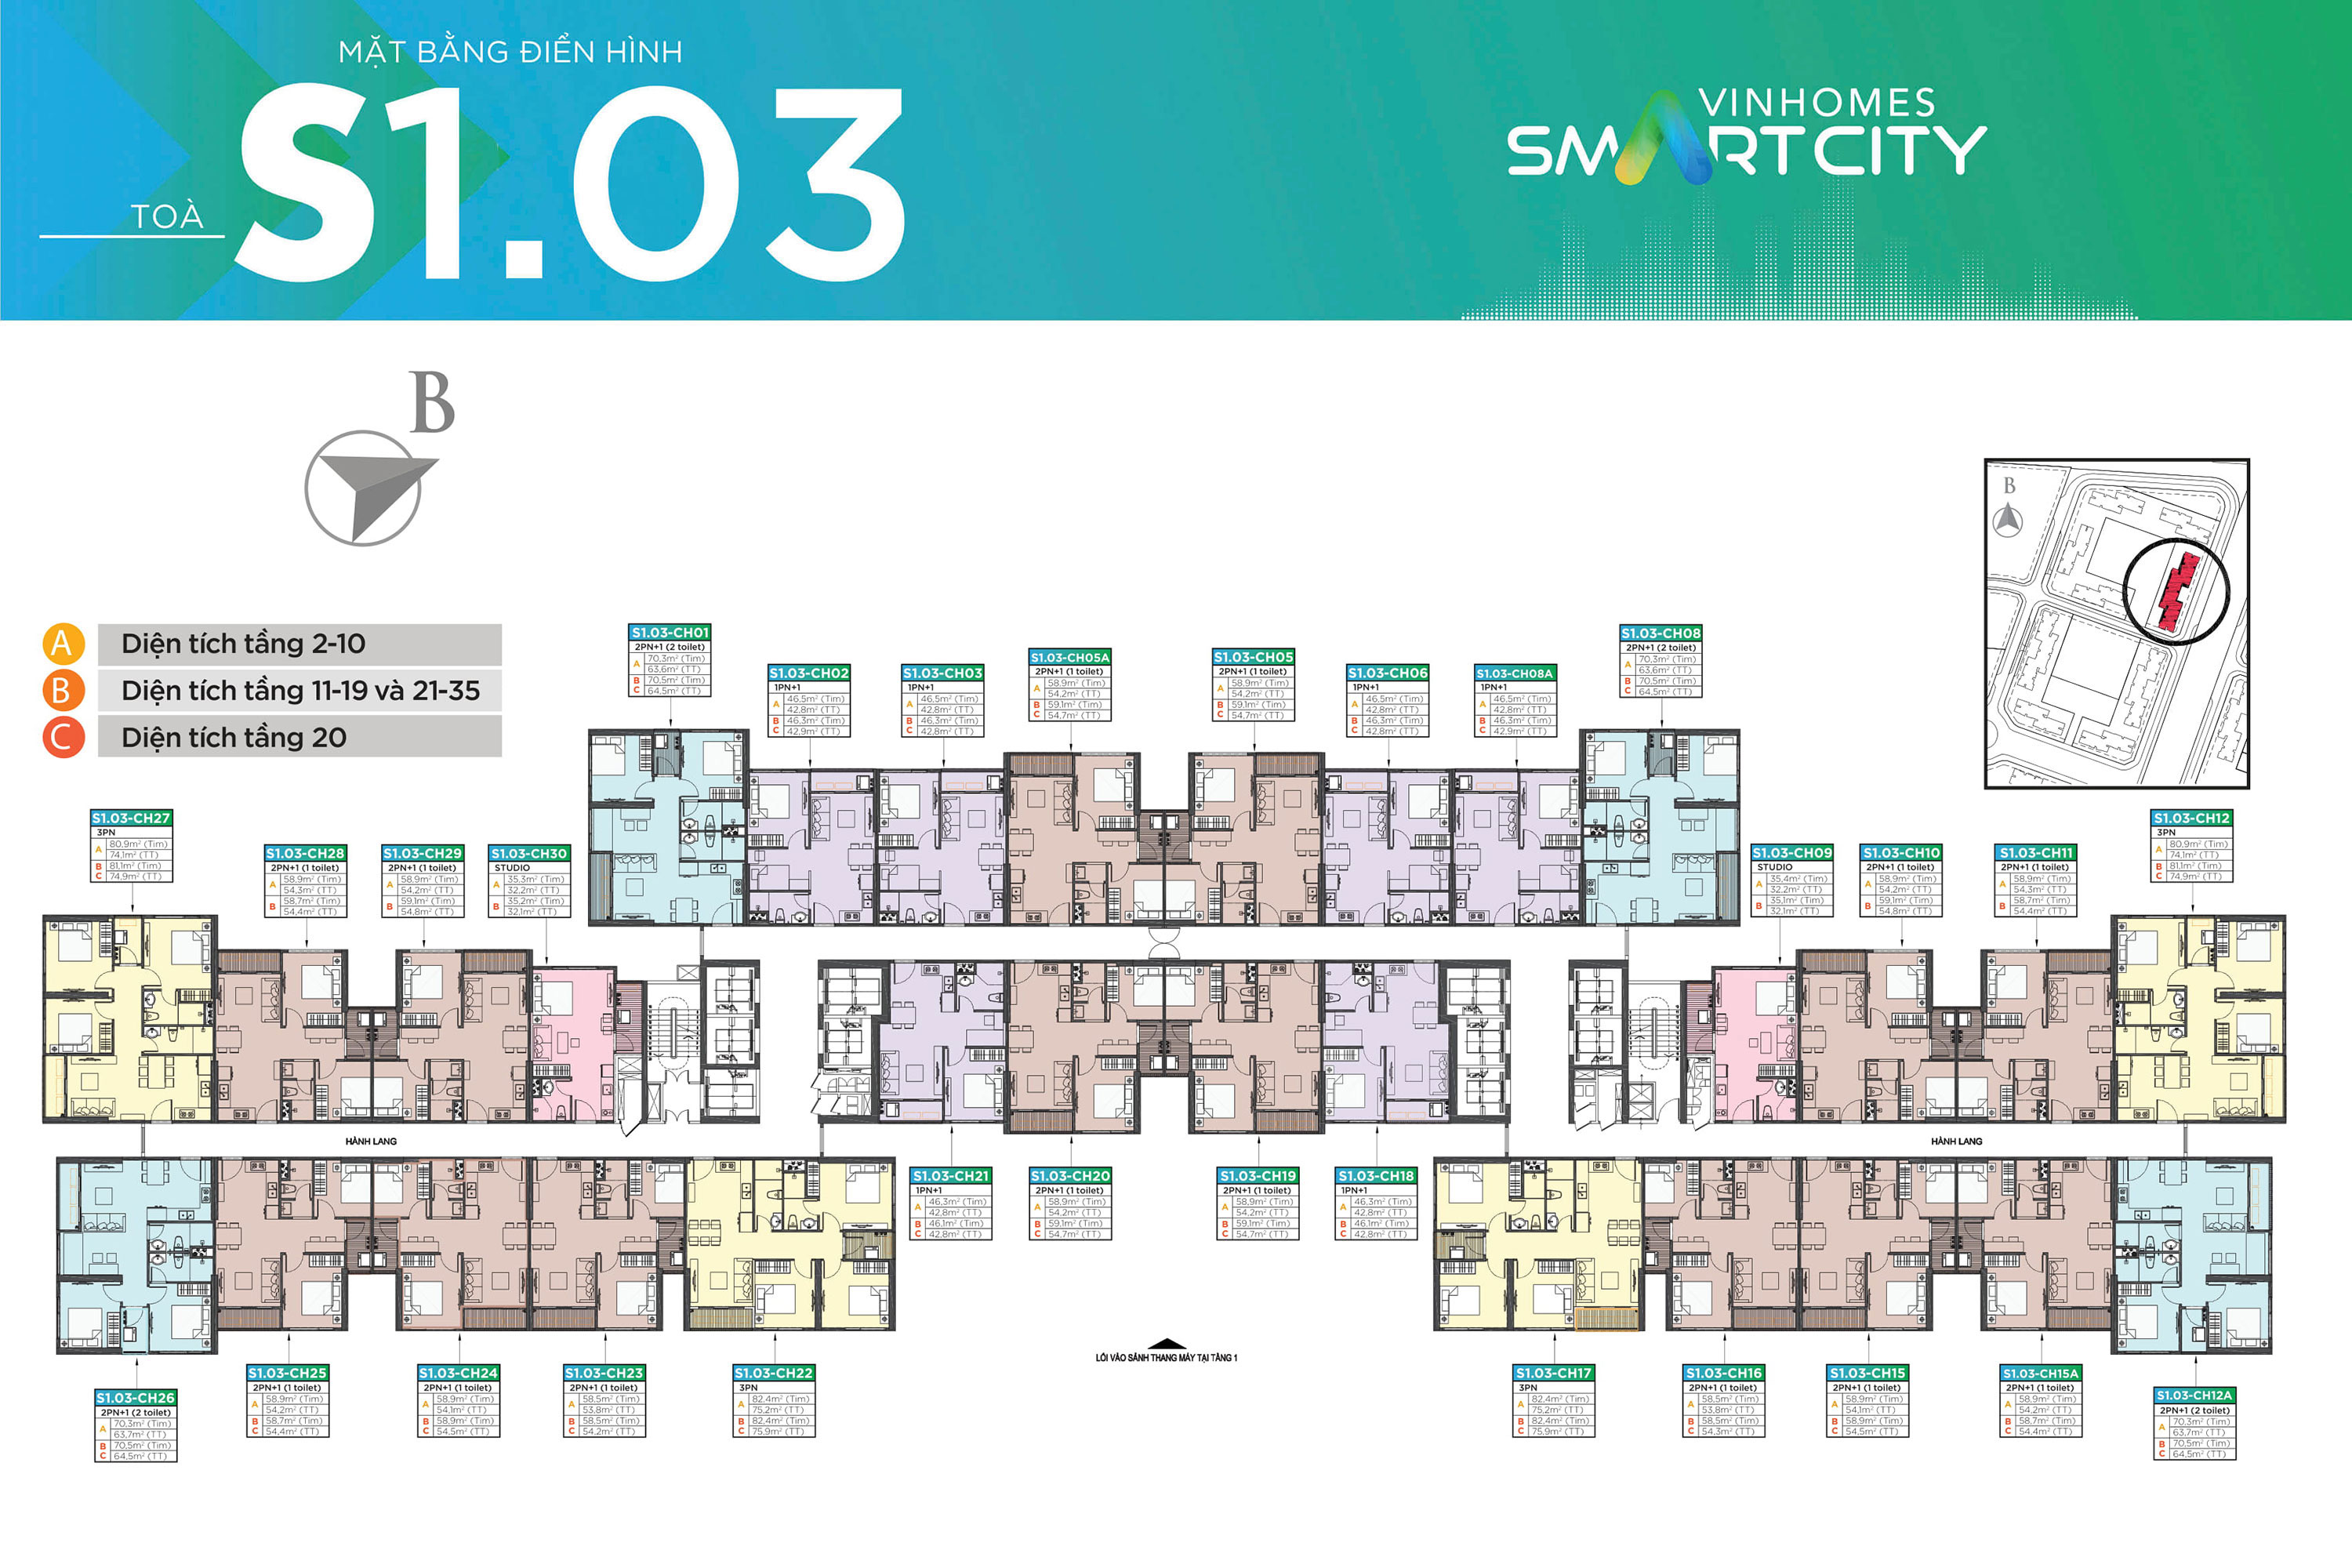 MẶT BẰNG ĐIỂN HÌNH
TOÀ S1.03
VINHOMES
SMARTCITY
B
B
A Diện tích tầng 2-10
B Diện tích tầng 11-19 và 21-35
C Diện tích tầng 20
S1.03-CH01
2PN+1 (2 toilet)
A 70,3m² (Tim)
63,6m² (TT)
B 70,5m² (Tim)
C 64,5m² (TT)
S1.03-CH02
1PN+1
A 46,5m² (Tim)
42,8m² (TT)
B 46,3m² (Tim)
C 42,9m² (TT)
S1.03-CH03
1PN+1
A 46,5m² (Tim)
42,8m² (TT)
B 46,3m² (Tim)
C 42,8m² (TT)
S1.03-CH05A
2PN+1 (1 toilet)
A 58,9m² (Tim)
54,2m² (TT)
B 59,1m² (Tim)
C 54,7m² (TT)
S1.03-CH05
2PN+1 (1 toilet)
A 58,9m² (Tim)
54,2m² (TT)
B 59,1m² (Tim)
C 54,7m² (TT)
S1.03-CH06
1PN+1
A 46,5m² (Tim)
42,8m² (TT)
B 46,3m² (Tim)
C 42,8m² (TT)
S1.03-CH08A
1PN+1
A 46,5m² (Tim)
42,8m² (TT)
B 46,3m² (Tim)
C 42,9m² (TT)
S1.03-CH08
2PN+1 (2 toilet)
A 70,3m² (Tim)
63,6m² (TT)
B 70,5m² (Tim)
C 64,5m² (TT)
S1.03-CH27
3PN
A 80,9m² (Tim)
74,1m² (TT)
B 81,1m² (Tim)
C 74,9m² (TT)
S1.03-CH28
2PN+1 (1 toilet)
A 58,9m² (Tim)
54,3m² (TT)
B 58,7m² (Tim)
54,4m² (TT)
S1.03-CH29
2PN+1 (1 toilet)
A 58,9m² (Tim)
54,2m² (TT)
B 59,1m² (Tim)
54,8m² (TT)
S1.03-CH30
STUDIO
A 35,3m² (Tim)
32,2m² (TT)
B 35,2m² (Tim)
32,1m² (TT)
S1.03-CH09
STUDIO
A 35,4m² (Tim)
32,2m² (TT)
B 35,1m² (Tim)
32,1m² (TT)
S1.03-CH10
2PN+1 (1 toilet)
A 58,9m² (Tim)
54,2m² (TT)
B 59,1m² (Tim)
54,8m² (TT)
S1.03-CH11
2PN+1 (1 toilet)
A 58,9m² (Tim)
54,3m² (TT)
B 58,7m² (Tim)
54,4m² (TT)
S1.03-CH12
3PN
A 80,9m² (Tim)
74,1m² (TT)
B 81,1m² (Tim)
C 74,9m² (TT)
HÀNH LANG
HÀNH LANG
S1.03-CH21
1PN+1
A 46,3m² (Tim)
42,8m² (TT)
B 46,1m² (Tim)
C 42,8m² (TT)
S1.03-CH20
2PN+1 (1 toilet)
A 58,9m² (Tim)
54,2m² (TT)
B 59,1m² (Tim)
C 54,7m² (TT)
S1.03-CH19
2PN+1 (1 toilet)
A 58,9m² (Tim)
54,2m² (TT)
B 59,1m² (Tim)
C 54,7m² (TT)
S1.03-CH18
1PN+1
A 46,3m² (Tim)
42,8m² (TT)
B 46,1m² (Tim)
C 42,8m² (TT)
LỐI VÀO SẢNH THANG MÁY TẠI TẦNG 1
S1.03-CH26
2PN+1 (2 toilet)
A 70,3m² (Tim)
63,7m² (TT)
B 70,5m² (Tim)
C 64,5m² (TT)
S1.03-CH25
2PN+1 (1 toilet)
A 58,9m² (Tim)
54,2m² (TT)
B 58,7m² (Tim)
C 54,4m² (TT)
S1.03-CH24
2PN+1 (1 toilet)
A 58,9m² (Tim)
54,1m² (TT)
B 58,9m² (Tim)
C 54,5m² (TT)
S1.03-CH23
2PN+1 (1 toilet)
A 58,5m² (Tim)
53,8m² (TT)
B 58,5m² (Tim)
C 54,2m² (TT)
S1.03-CH22
3PN
A 82,4m² (Tim)
75,2m² (TT)
B 82,4m² (Tim)
C 75,9m² (TT)
S1.03-CH17
3PN
A 82,4m² (Tim)
75,2m² (TT)
B 82,4m² (Tim)
C 75,9m² (TT)
S1.03-CH16
2PN+1 (1 toilet)
A 58,5m² (Tim)
53,8m² (TT)
B 58,5m² (Tim)
C 54,3m² (TT)
S1.03-CH15
2PN+1 (1 toilet)
A 58,9m² (Tim)
54,1m² (TT)
B 58,9m² (Tim)
C 54,5m² (TT)
S1.03-CH15A
2PN+1 (1 toilet)
A 58,9m² (Tim)
54,2m² (TT)
B 58,7m² (Tim)
C 54,4m² (TT)
S1.03-CH12A
2PN+1 (2 toilet)
A 70,3m² (Tim)
63,7m² (TT)
B 70,5m² (Tim)
C 64,5m² (TT)